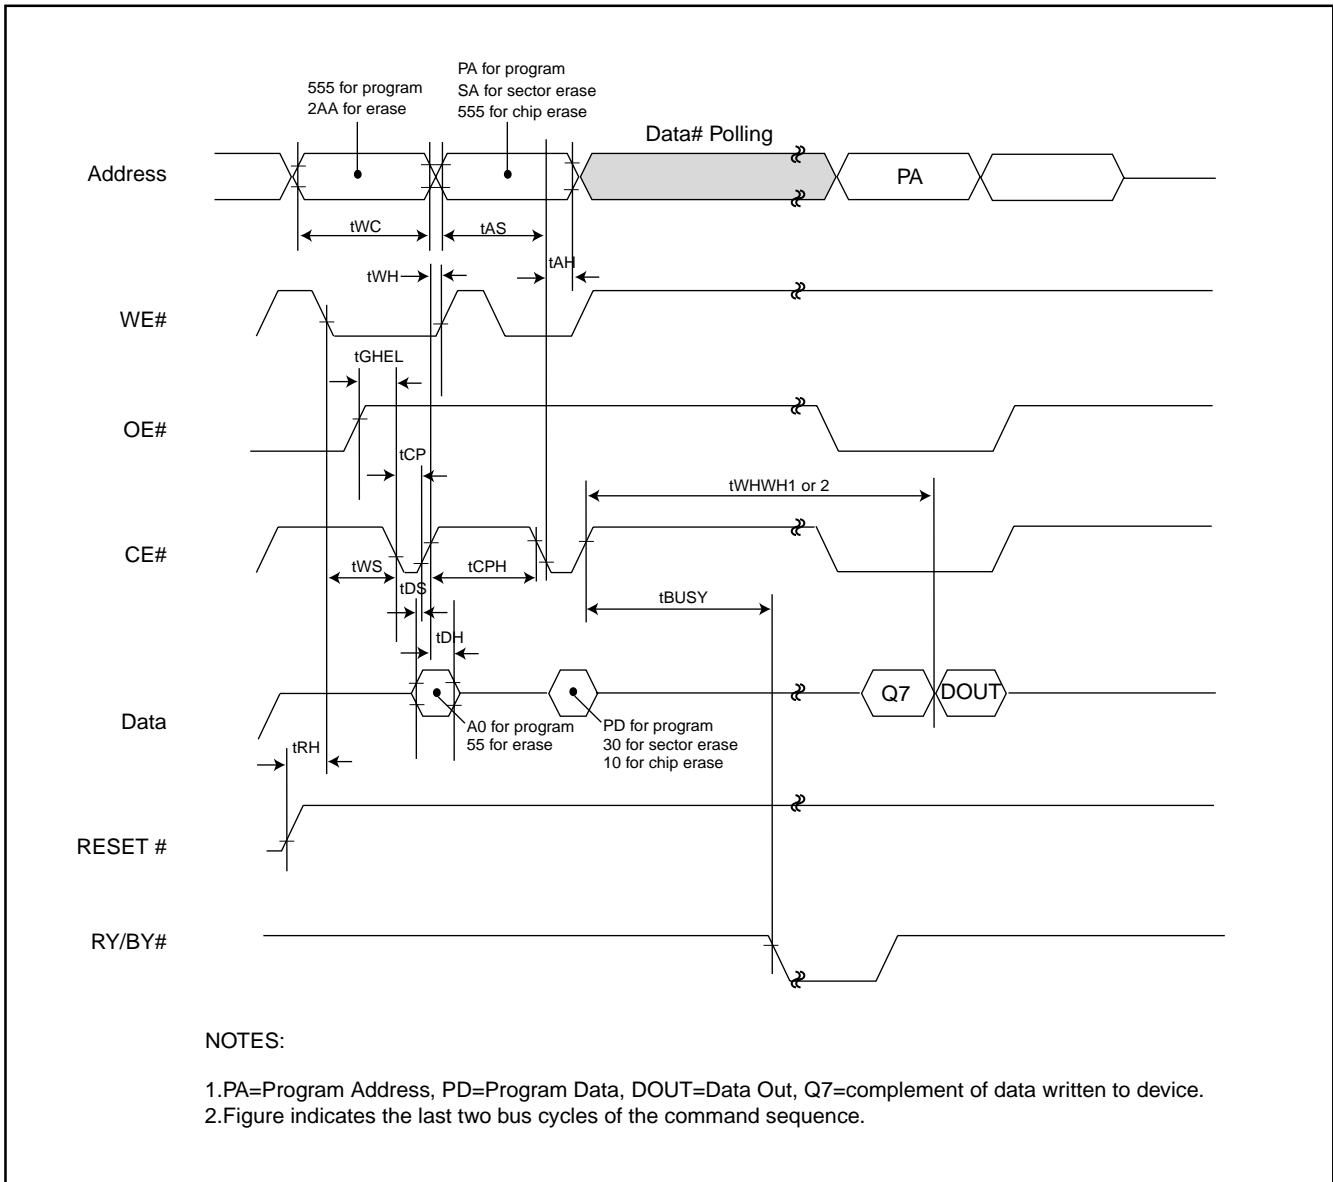 555 for program
2AA for erase
PA for program
SA for sector erase
555 for chip erase
Data# Polling
Address
PA
tWC
tAS
tAH
tWH
WE#
tGHEL
OE#
tCP
tWHWH1 or 2
CE#
tWS
tDS
tCPH
tBUSY
tDH
Data
Q7
DOUT
A0 for program
55 for erase
PD for program
30 for sector erase
10 for chip erase
tRH
RESET #
RY/BY#
NOTES:
1.PA=Program Address, PD=Program Data, DOUT=Data Out, Q7=complement of data written to device.
2.Figure indicates the last two bus cycles of the command sequence.